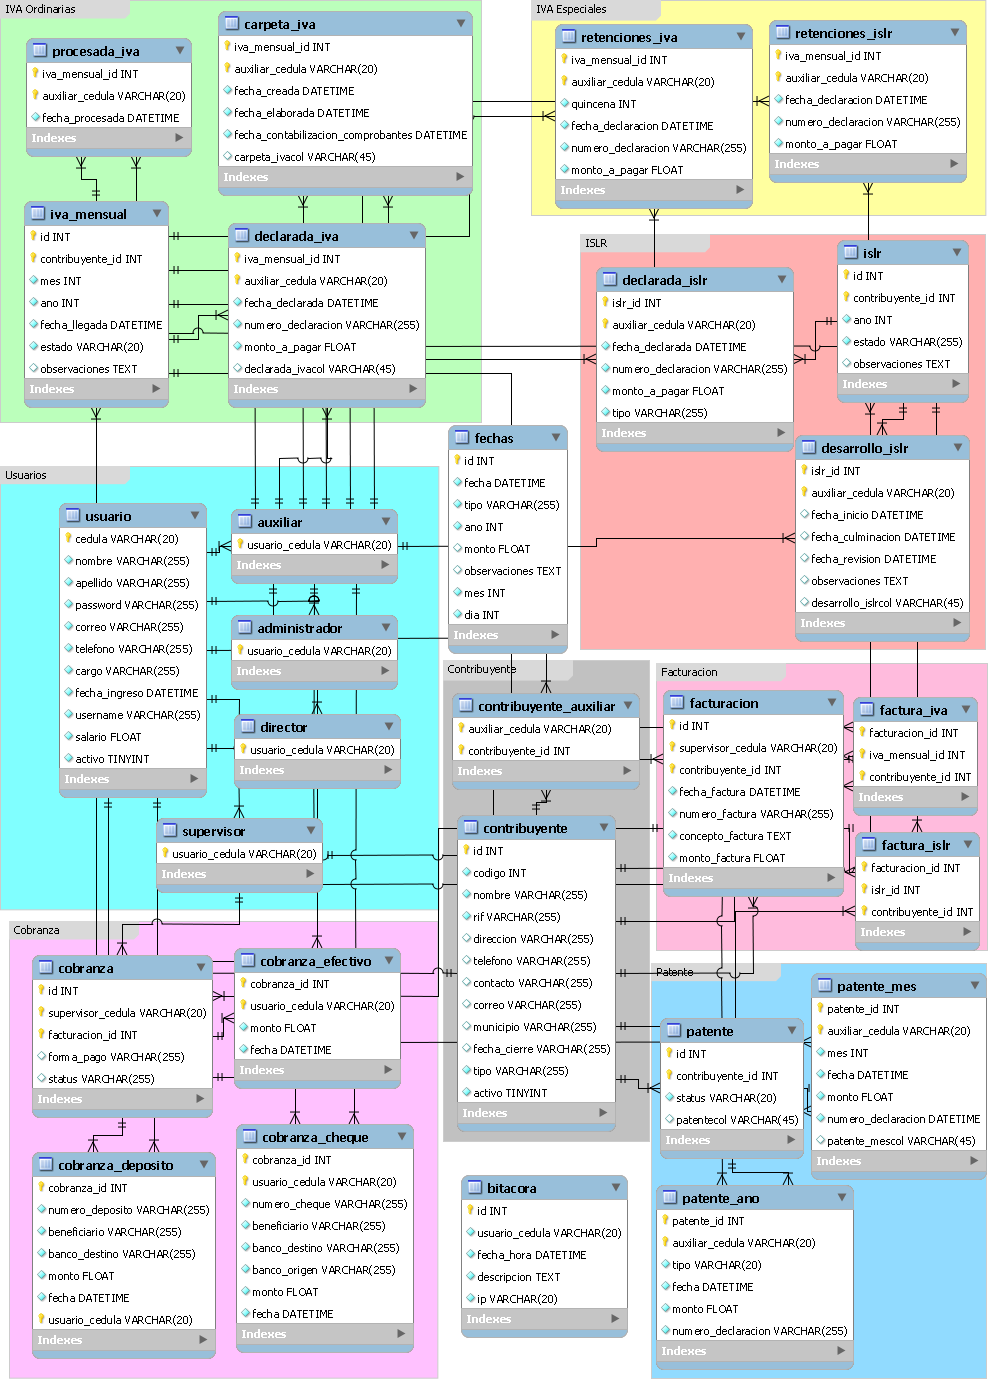 IVA Ordinarias
procesada_iva
iva_mensual_id INT
auxiliar_cedula VARCHAR(20)
fecha_procesada DATETIME
Indexes
carpeta_iva
iva_mensual_id INT
auxiliar_cedula VARCHAR(20)
fecha_creada DATETIME
fecha_elaborada DATETIME
fecha_contabilizacion_comprobantes DATETIME
carpeta_ivacol VARCHAR(45)
Indexes
iva_mensual
id INT
contribuyente_id INT
mes INT
ano INT
fecha_llegada DATETIME
estado VARCHAR(20)
observaciones TEXT
Indexes
declarada_iva
iva_mensual_id INT
auxiliar_cedula VARCHAR(20)
fecha_declarada DATETIME
numero_declaracion VARCHAR(255)
monto_a_pagar FLOAT
declarada_ivacol VARCHAR(45)
Indexes
IVA Especiales
retenciones_iva
iva_mensual_id INT
auxiliar_cedula VARCHAR(20)
quincena INT
fecha_declaracion DATETIME
numero_declaracion VARCHAR(255)
monto_a_pagar FLOAT
Indexes
retenciones_islr
iva_mensual_id INT
auxiliar_cedula VARCHAR(20)
fecha_declaracion DATETIME
numero_declaracion VARCHAR(255)
monto_a_pagar FLOAT
Indexes
ISLR
declarada_islr
islr_id INT
auxiliar_cedula VARCHAR(20)
fecha_declarada DATETIME
numero_declaracion VARCHAR(255)
monto_a_pagar FLOAT
tipo VARCHAR(255)
Indexes
islr
id INT
contribuyente_id INT
ano INT
estado VARCHAR(255)
observaciones TEXT
Indexes
desarrollo_islr
islr_id INT
auxiliar_cedula VARCHAR(20)
fecha_inicio DATETIME
fecha_culminacion DATETIME
fecha_revision DATETIME
observaciones TEXT
desarrollo_islrcol VARCHAR(45)
Indexes
fechas
id INT
fecha DATETIME
tipo VARCHAR(255)
ano INT
monto FLOAT
observaciones TEXT
mes INT
dia INT
Indexes
Usuarios
usuario
cedula VARCHAR(20)
nombre VARCHAR(255)
apellido VARCHAR(255)
password VARCHAR(255)
correo VARCHAR(255)
telefono VARCHAR(255)
cargo VARCHAR(255)
fecha_ingreso DATETIME
username VARCHAR(255)
salario FLOAT
activo TINYINT
Indexes
auxiliar
usuario_cedula VARCHAR(20)
Indexes
administrador
usuario_cedula VARCHAR(20)
Indexes
director
usuario_cedula VARCHAR(20)
Indexes
supervisor
usuario_cedula VARCHAR(20)
Indexes
Contribuyente
contribuyente_auxiliar
auxiliar_cedula VARCHAR(20)
contribuyente_id INT
Indexes
contribuyente
id INT
codigo INT
nombre VARCHAR(255)
rif VARCHAR(255)
direccion VARCHAR(255)
telefono VARCHAR(255)
contacto VARCHAR(255)
correo VARCHAR(255)
municipio VARCHAR(255)
fecha_cierre VARCHAR(255)
tipo VARCHAR(255)
activo TINYINT
Indexes
Facturacion
facturacion
id INT
supervisor_cedula VARCHAR(20)
contribuyente_id INT
fecha_factura DATETIME
numero_factura VARCHAR(255)
concepto_factura TEXT
monto_factura FLOAT
Indexes
factura_iva
facturacion_id INT
iva_mensual_id INT
contribuyente_id INT
Indexes
factura_islr
facturacion_id INT
islr_id INT
contribuyente_id INT
Indexes
Cobranza
cobranza
id INT
supervisor_cedula VARCHAR(20)
facturacion_id INT
forma_pago VARCHAR(255)
status VARCHAR(255)
Indexes
cobranza_efectivo
cobranza_id INT
usuario_cedula VARCHAR(20)
monto FLOAT
fecha DATETIME
Indexes
cobranza_deposito
cobranza_id INT
numero_deposito VARCHAR(255)
beneficiario VARCHAR(255)
banco_destino VARCHAR(255)
monto FLOAT
fecha DATETIME
usuario_cedula VARCHAR(20)
Indexes
cobranza_cheque
cobranza_id INT
usuario_cedula VARCHAR(20)
numero_cheque VARCHAR(255)
beneficiario VARCHAR(255)
banco_destino VARCHAR(255)
banco_origen VARCHAR(255)
monto FLOAT
fecha DATETIME
Indexes
bitacora
id INT
usuario_cedula VARCHAR(20)
fecha_hora DATETIME
descripcion TEXT
ip VARCHAR(20)
Indexes
Patente
patente
id INT
contribuyente_id INT
status VARCHAR(20)
patentecol VARCHAR(45)
Indexes
patente_mes
patente_id INT
auxiliar_cedula VARCHAR(20)
mes INT
fecha DATETIME
monto FLOAT
numero_declaracion DATETIME
patente_mescol VARCHAR(45)
Indexes
patente_ano
patente_id INT
auxiliar_cedula VARCHAR(20)
tipo VARCHAR(20)
fecha DATETIME
monto FLOAT
numero_declaracion VARCHAR(255)
Indexes